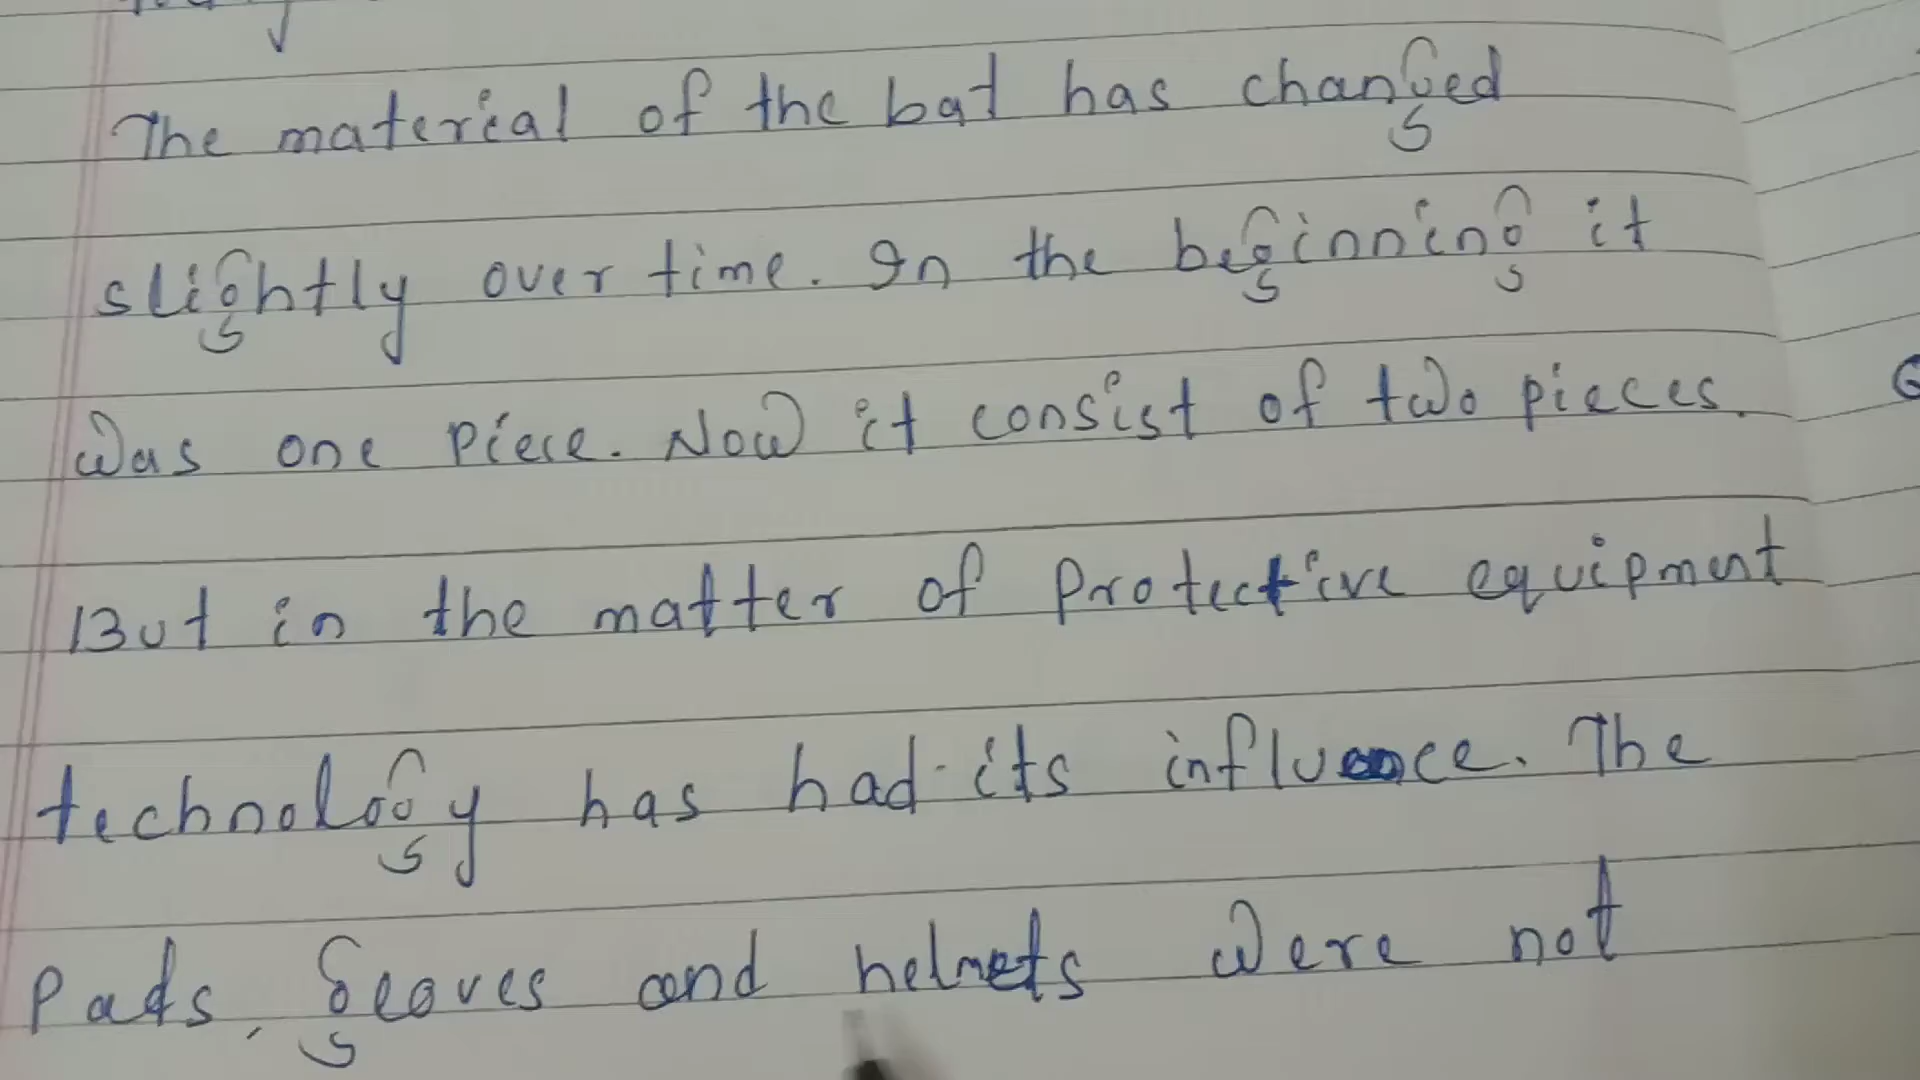 The material of the bat has changed
slightly over time. In the beginning it
was one piece. Now it consist of two pieces.
But in the matter of protective equipment
technology has had its influence. The
Pads, gloves and helmets were not